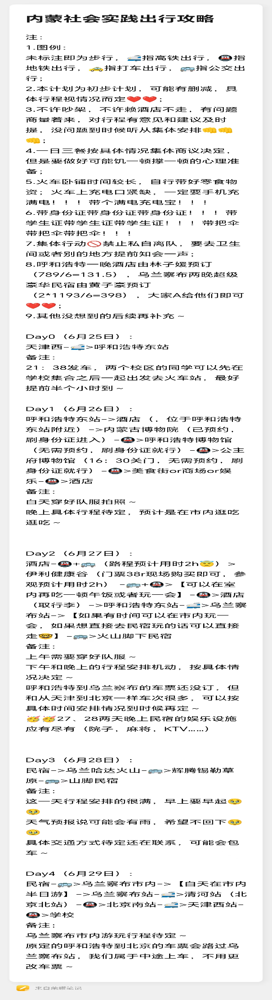 内蒙社会实践出行攻略
注：
1.图例：
未标注即为步行，🚅指高铁出行，🚇指
地铁出行，🚕指打车出行，🚌指公交出
行；
2.本计划为初步计划，可能有删减，具
体行程视情况而定❤️❤️；
3.不许吵架，不许赖酒店不走，有问题
商量着来，对行程有意见和建议及时
提，没问题到时候听从集体安排👊👊
👊；
4.一日三餐按具体情况集体商议决定，
但是要做好可能饥一顿撑一顿的心理准
备；
5.火车卧铺时间较长，自行带好零食物
资；火车上充电口紧缺，一定要手机充
满电！！！带个满电充电宝！！！
6.带身份证带身份证带身份证！！！带
学生证带学生证带学生证！！！带把伞
带把伞带把伞！！！
7.集体行动🚫禁止私自离队，要去卫生
间或者别的地方提前知会一声；
8.呼和浩特一晚酒店由林子媛预订
（789/6=131.5），乌兰察布两晚超级
豪华民宿由黄子豪预订
（2*1193/6=398），大家A给他们即可
❤️❤️；
9.其他没想到的后续再补充～
Day0（6月25日）：
天津西-🚅>呼和浩特东站
备注：
21：38发车，两个校区的同学可以先在
学校集合之后一起出发去火车站，最好
提前半个小时到～
Day1（6月26日）：
呼和浩特东站->酒店（，位于呼和浩特
东站附近）->内蒙古博物院（已预约，
刷身份证进入）-🚇>呼和浩特博物馆
（无需预约，刷身份证就行）-🚇>公主
府博物馆（16：30关门，无需预约，刷
身份证就行）-🚇>美食街or商场or娱
乐-🚇>酒店
备注：
白天穿好队服拍照～
晚上具体行程待定，预计是在市内逛吃
逛吃～
Day2（6月27日）：
酒店-🚇+🚌（路程预计用时2h😇）>
伊利健康谷（门票38r现场购买即可，参
观预计用时2h） -🚌+🚇>【可以在室
内再吃一顿午饭或者玩一会】-🚇>酒店
（取行李）->呼和浩特东站-🚅>乌兰察
布站->【如果有时间可以在市内玩一
会，如果想直接去民宿玩的话可以直接
走🤓】-🚌>火山脚下民宿
备注：
上午需要穿好队服～
下午和晚上的行程安排机动，按具体情
况决定～
呼和浩特到乌兰察布的车票还没订，但
和从天津到北京一样车次很多，可以按
具体时间安排情况到时候再定～
🥳🥳27、28两天晚上民宿的娱乐设施
应有尽有（院子，麻将，KTV……）
Day3（6月28日）：
民宿->乌兰哈达火山-🚌>辉腾锡勒草
原-🚌>山脚民宿
备注：
这一天行程安排的很满，早上要早起🥹
🥹
天气预报说可能会有雨，希望不回下🥹
🥹
具体交通方式待定还在联系，可能会包
车～
Day4（6月29日）：
民宿-🚌>乌兰察布市内->【白天在市内
半日游】->乌兰察布站-🚅>清河站（北
京北站）-🚇>北京南站-🚅>天津西站-
🚇>学校
备注：
乌兰察布市内游玩行程待定～
原定的呼和浩特到北京的车票会路过乌
兰察布站，我们属于中途上车，不用更
改车票～
来自荣耀笔记